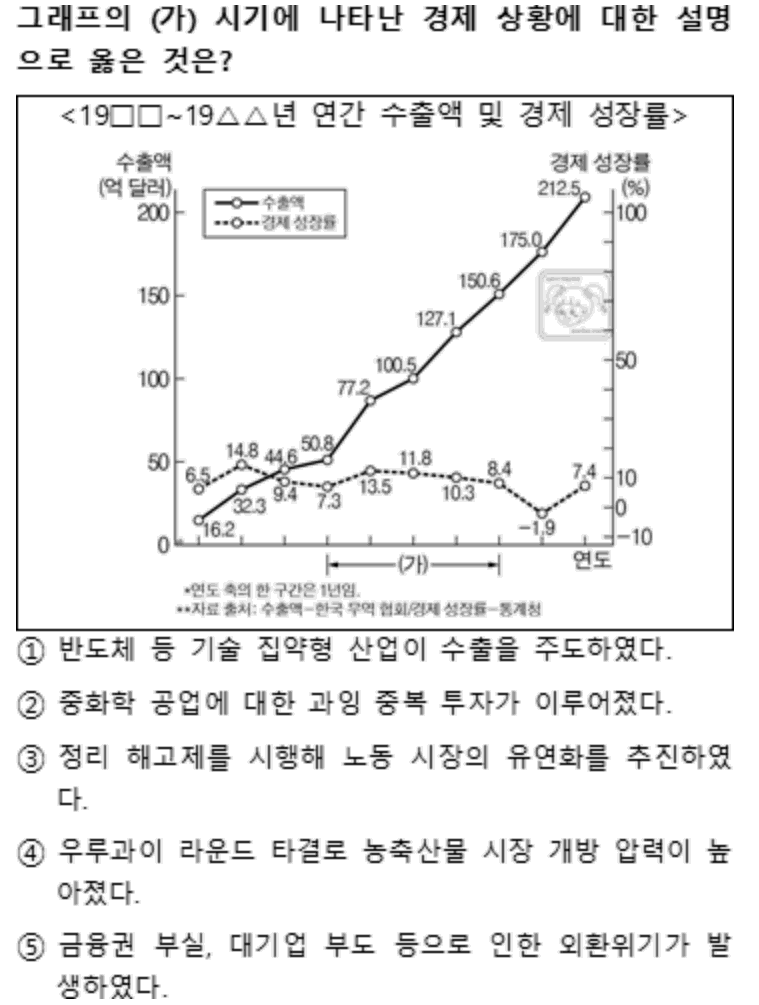 그래프의 (가) 시기에 나타난 경제 상황에 대한 설명
으로 옳은 것은?
<19□□~19△△년 연간 수출액 및 경제 성장률>
수출액
(억 달러)
경제 성장률
(%)
수출액
경제 성장률
200
150
100
50
0
100
50
10
0
-10
16.2
32.3
44.6
50.8
77.2
100.5
127.1
150.6
175.0
212.5
6.5
14.8
9.4
7.3
13.5
11.8
10.3
8.4
-1.9
7.4
(가)
연도
*연도 축의 한 구간은 1년임.
**자료 출처: 수출액-한국 무역 협회/경제 성장률-통계청
① 반도체 등 기술 집약형 산업이 수출을 주도하였다.
② 중화학 공업에 대한 과잉 중복 투자가 이루어졌다.
③ 정리 해고제를 시행해 노동 시장의 유연화를 추진하였
다.
④ 우루과이 라운드 타결로 농축산물 시장 개방 압력이 높
아졌다.
⑤ 금융권 부실, 대기업 부도 등으로 인한 외환위기가 발
생하였다.